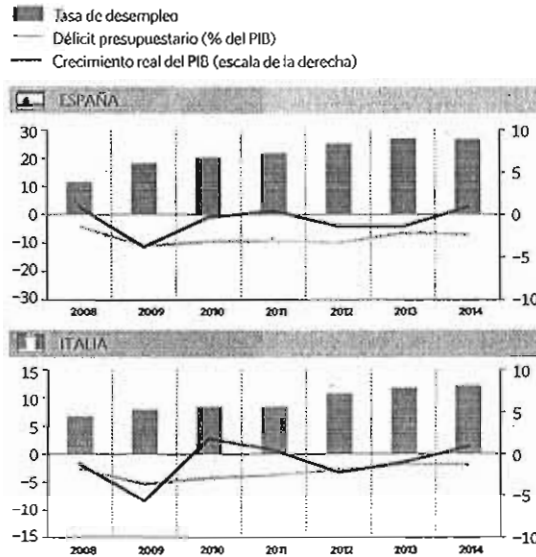 Tasa de desempleo
Déficit presupuestario (% del PIB)
Crecimiento real del PIB (escala de la derecha)
ESPAÑA
30 10
20 5
10
0 0
-10
-20 -5
-30 -10
2008 2009 2010 2011 2012 2013 2014
ITALIA
15 10
10 5
5
0 0
-5
-10 -5
-15 -10
2008 2009 2010 2011 2012 2013 2014